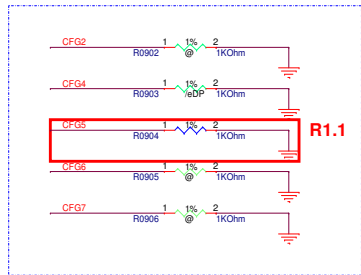 CFG2 1 1% 2
R0902 @ 1KOhm
CFG4 1 1% 2
R0903 /eDP 1KOhm
CFG5 1 1% 2 R1.1
R0904 1KOhm
CFG6 1 1% 2
R0905 @ 1KOhm
CFG7 1 1% 2
R0906 @ 1KOhm